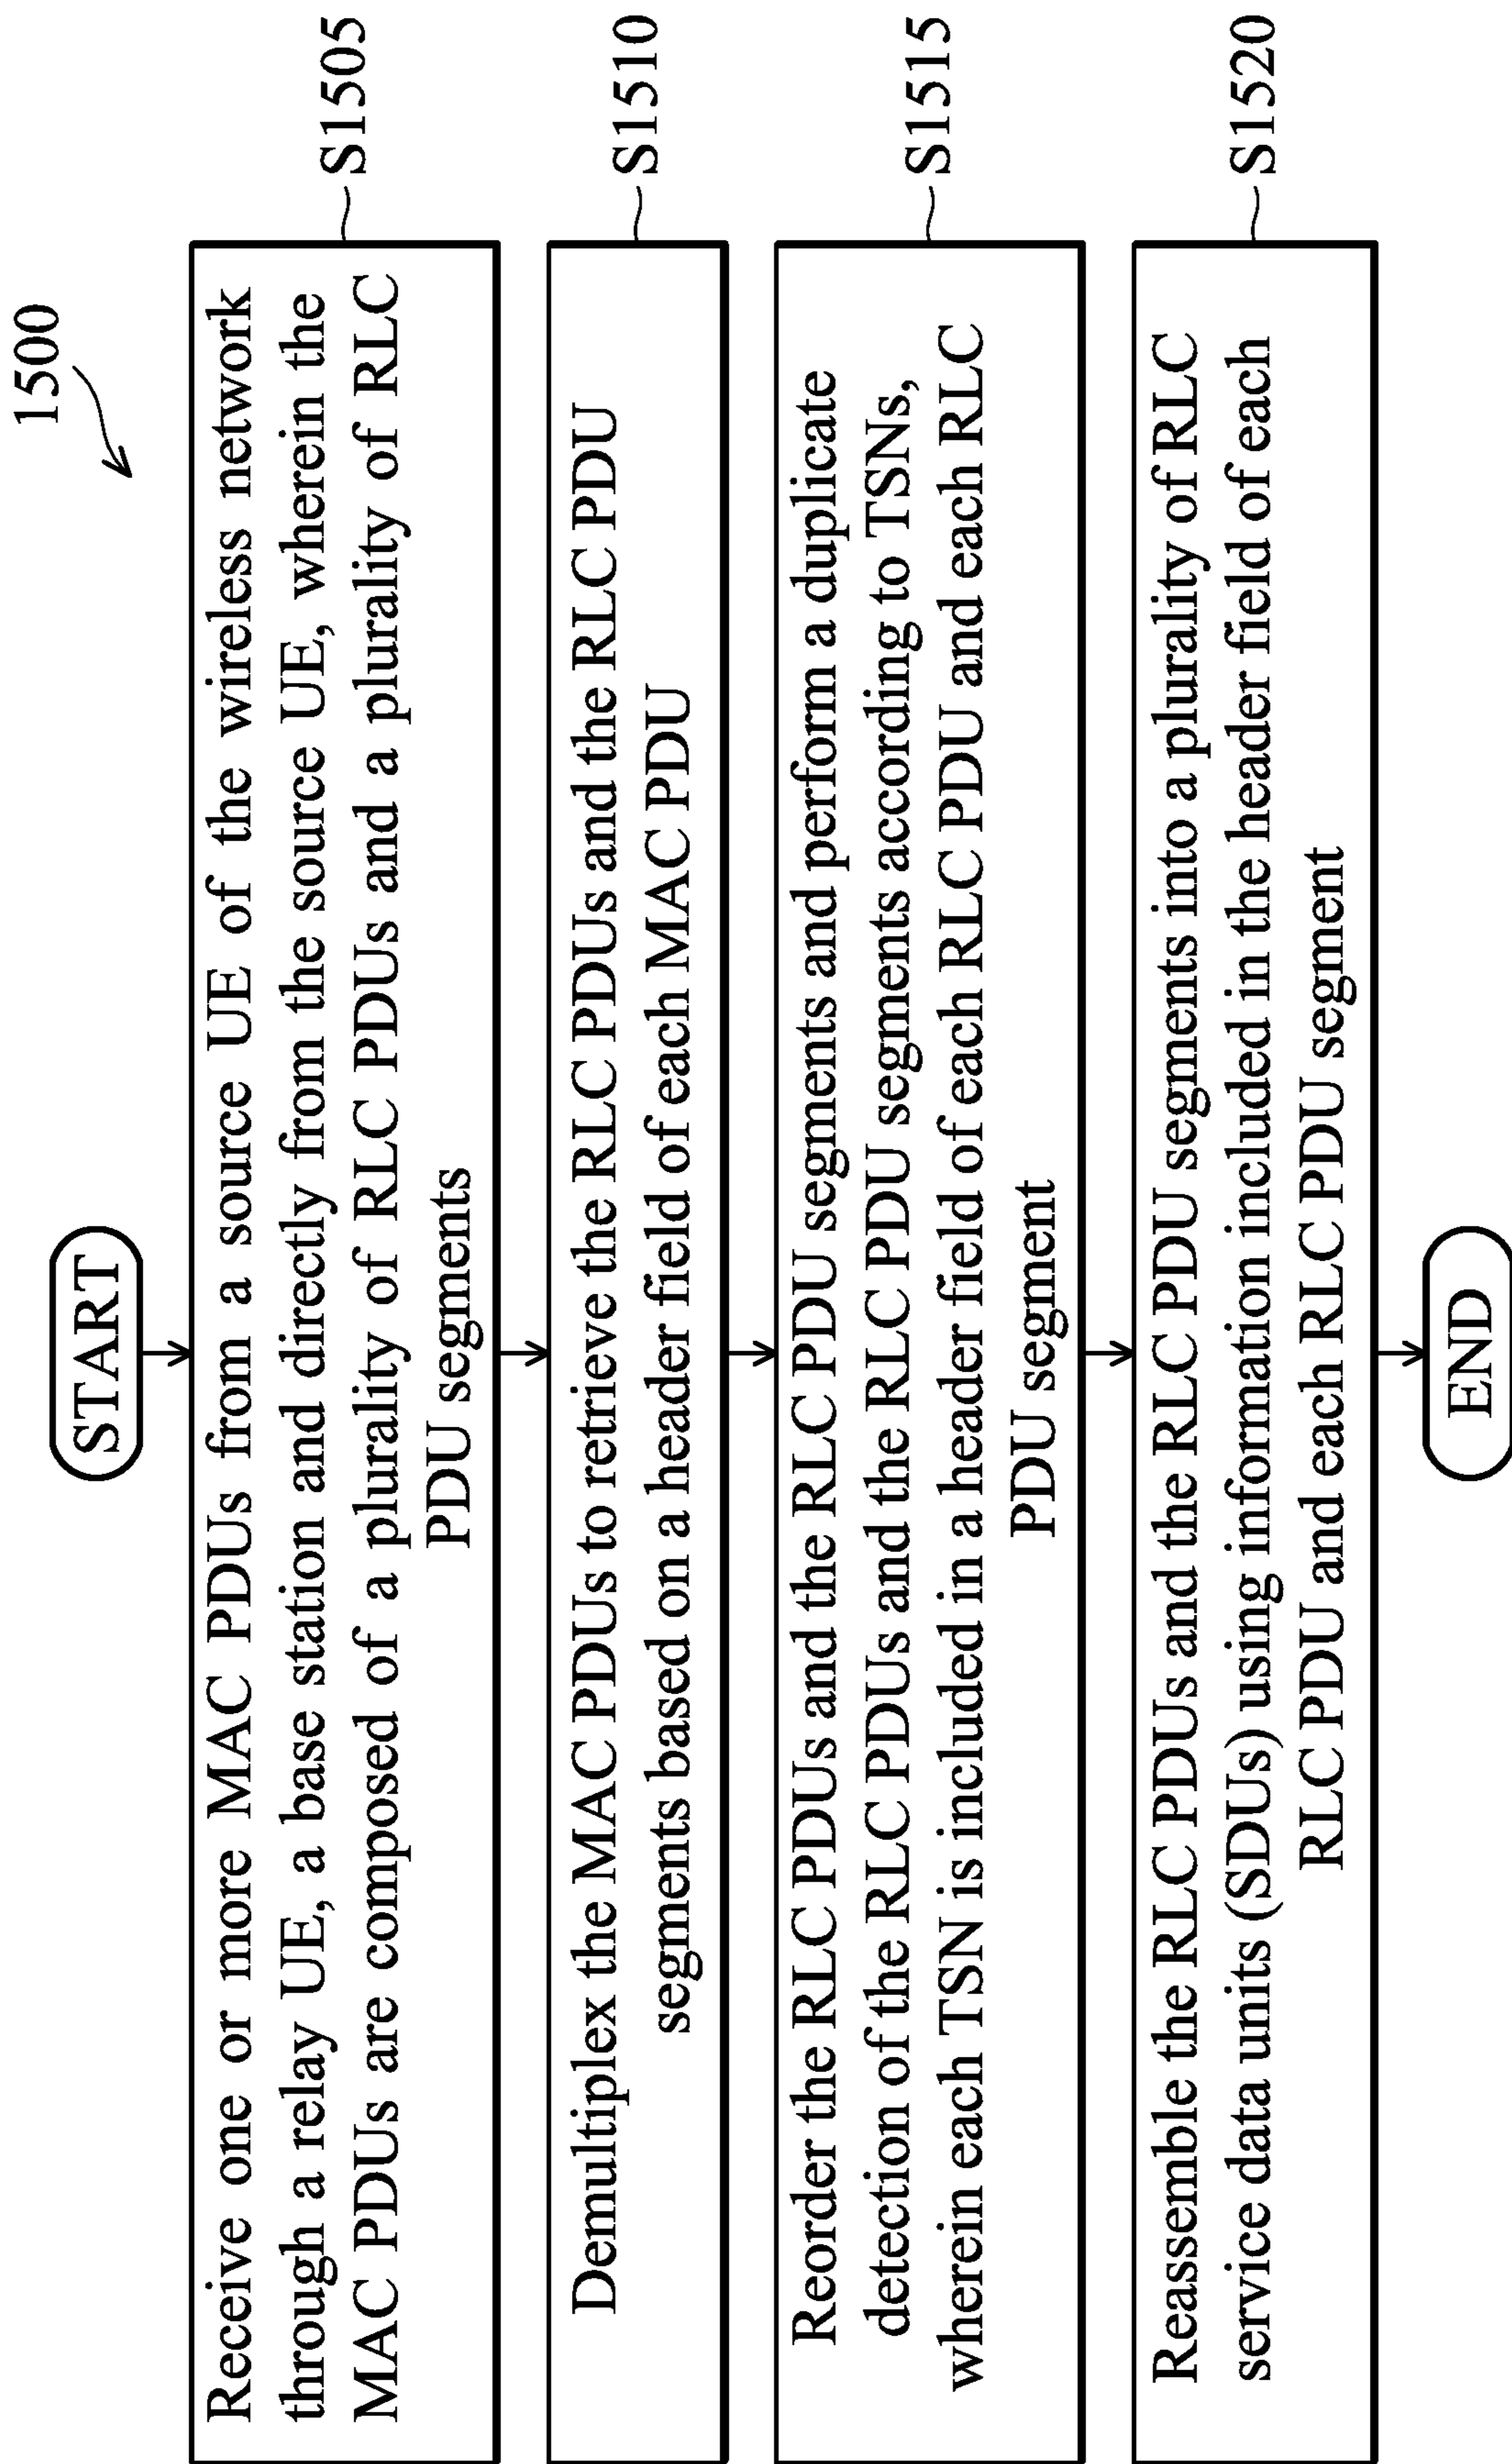 1500
START
Receive one or more MAC PDUs from a source UE of the wireless network
through a relay UE, a base station and directly from the source UE, wherein the
MAC PDUs are composed of a plurality of RLC PDUs and a plurality of RLC
PDU segments
S1505
Demultiplex the MAC PDUs to retrieve the RLC PDUs and the RLC PDU
segments based on a header field of each MAC PDU
S1510
Reorder the RLC PDUs and the RLC PDU segments and perform a duplicate
detection of the RLC PDUs and the RLC PDU segments according to TSNs,
wherein each TSN is included in a header field of each RLC PDU and each RLC
PDU segment
S1515
Reassemble the RLC PDUs and the RLC PDU segments into a plurality of RLC
service data units (SDUs) using information included in the header field of each
RLC PDU and each RLC PDU segment
S1520
END